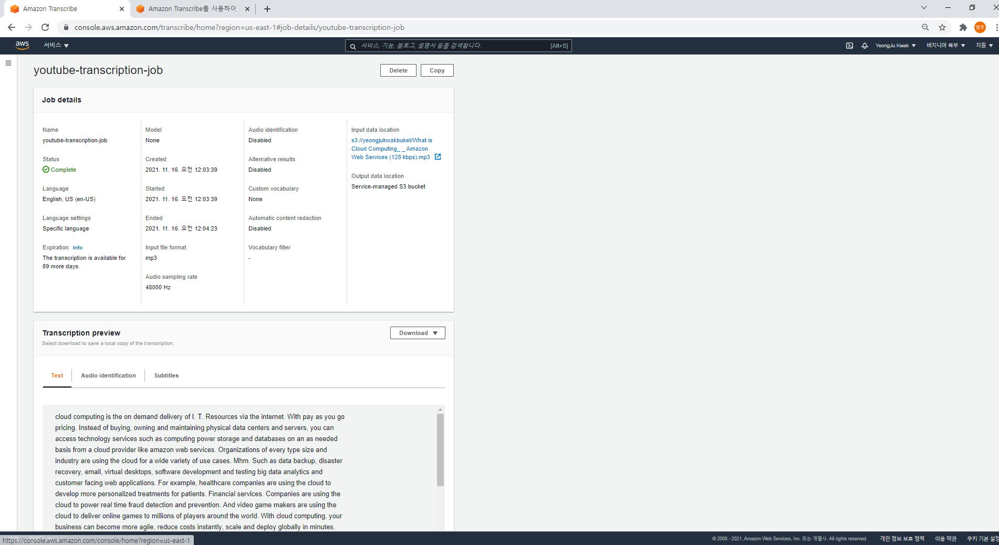 Amazon Transcribe
Amazon Transcribe를 사용하여
console.aws.amazon.com/transcribe/home?region=us-east-1#job-details/youtube-transcription-job
영주
aws
서비스 ▼
서비스, 기능, 블로그, 설명서 등을 검색합니다.
[Alt+S]
YeongJu Kwak ▼
버지니아 북부 ▼
지원 ▼
youtube-transcription-job
Delete
Copy
Job details
Name
youtube-transcription-job
Status
Complete
Language
English, US (en-US)
Language settings
Specific language
Expiration Info
The transcription is available for
89 more days.
Model
None
Created
2021. 11. 16. 오전 12:03:39
Started
2021. 11. 16. 오전 12:03:39
Ended
2021. 11. 16. 오전 12:04:23
Input file format
mp3
Audio sampling rate
48000 Hz
Audio identification
Disabled
Alternative results
Disabled
Custom vocabulary
None
Automatic content redaction
Disabled
Vocabulary filter
-
Input data location
s3://yeongjukwakbuket/What is
Cloud Computing_ _ Amazon
Web Services (128 kbps).mp3
Output data location
Service-managed S3 bucket
Transcription preview
Select download to save a local copy of the transcription.
Download ▼
Text
Audio identification
Subtitles
cloud computing is the on demand delivery of I. T. Resources via the internet. With pay as you go
pricing. Instead of buying, owning and maintaining physical data centers and servers, you can
access technology services such as computing power storage and databases on an as needed
basis from a cloud provider like amazon web services. Organizations of every type size and
industry are using the cloud for a wide variety of use cases. Mhm. Such as data backup, disaster
recovery, email, virtual desktops, software development and testing big data analytics and
customer facing web applications. For example, healthcare companies are using the cloud to
develop more personalized treatments for patients. Financial services. Companies are using the
cloud to power real time fraud detection and prevention. And video game makers are using the
cloud to deliver online games to millions of players around the world. With cloud computing, your
business can become more agile, reduce costs instantly, scale and deploy globally in minutes.
https://console.aws.amazon.com/console/home?region=us-east-1
© 2008 - 2021, Amazon Web Services, Inc. 또는 계열사. All rights reserved.
개인 정보 보호 정책
이용 약관
쿠키 기본 설정